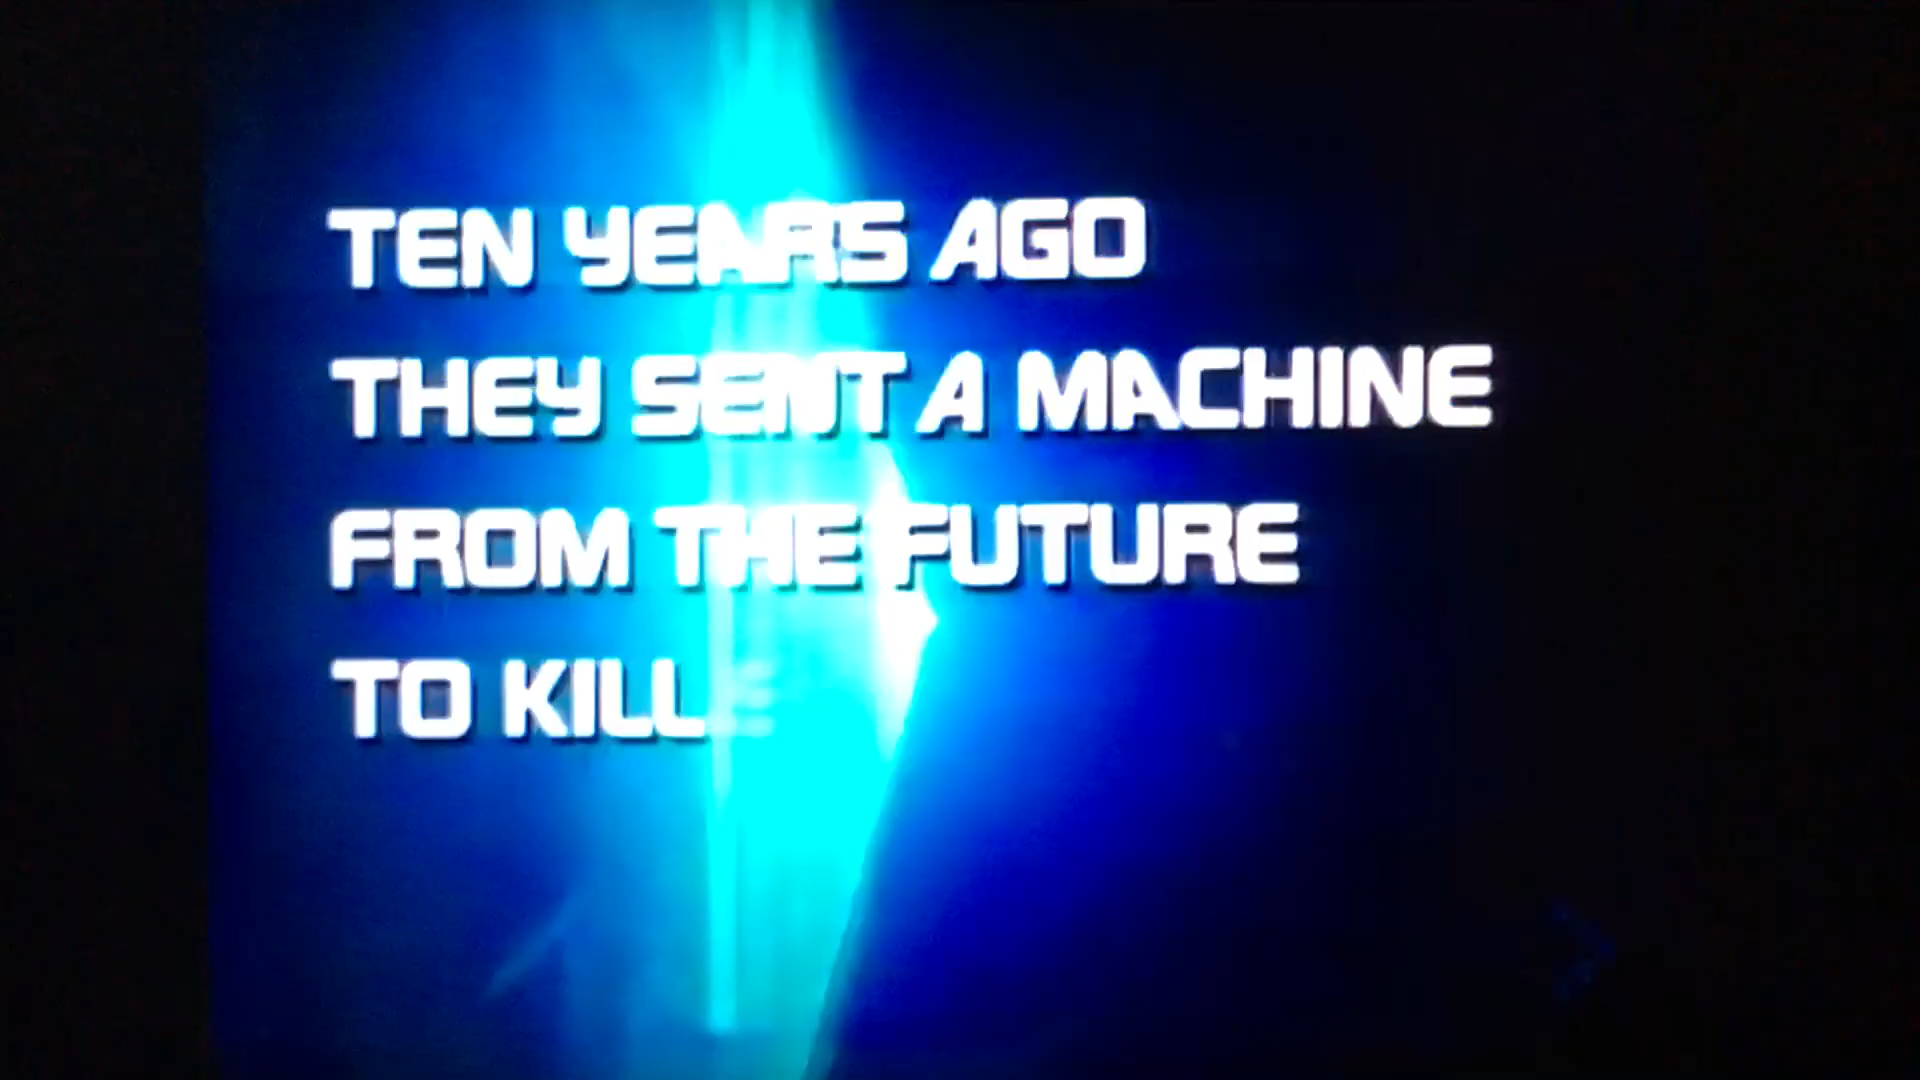 TEN YEARS AGO
THEY SENT A MACHINE
FROM THE FUTURE
TO KILL